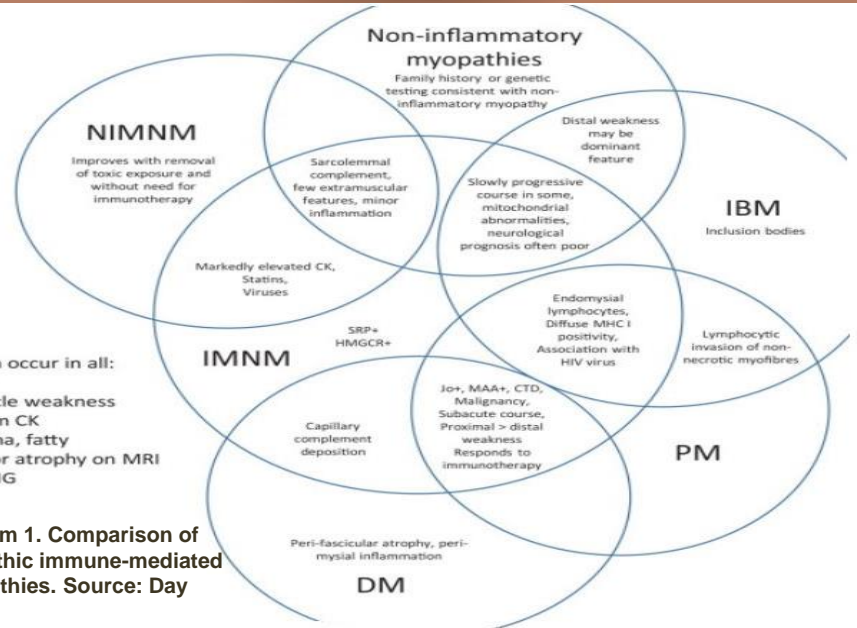 Non-inflammatory
myopathies
Family history or genetic
testing consistent with non-
inflammatory myopathy
NIMNM
Improves with removal
of toxic exposure and
without need for
immunotherapy
Sarcolemmal
complement,
few extramuscular
features, minor
inflammation
Distal weakness
may be
dominant
feature
Slowly progressive
course in some,
mitochondrial
abnormalities,
neurological
prognosis often poor
IBM
Inclusion bodies
Markedly elevated CK,
Statins,
Viruses
SRP+
HMGCR+
IMNM
Endomysial
lymphocytes,
Diffuse MHC I
positivity,
Association with
HIV virus
Lymphocytic
invasion of non-
necrotic myofibres
occur in all:
weakness
CK
fatty
atrophy on MRI
Capillary
complement
deposition
Jo+, MAA+, CTD,
Malignancy,
Subacute course,
Proximal > distal
weakness
Responds to
immunotherapy
PM
1. Comparison of
immune-mediated
Source: Day
Peri-fascicular atrophy, peri-
mysial inflammation
DM